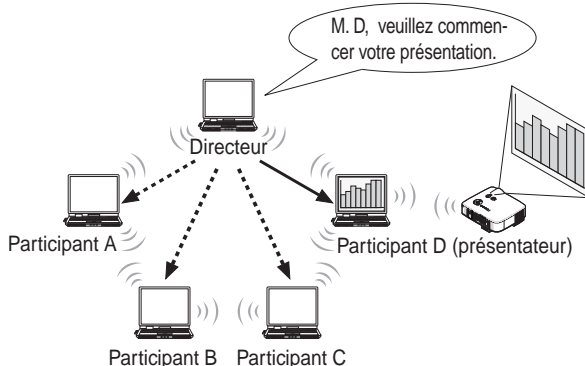 M. D, veuillez commen-
cer votre présentation.
Directeur
Participant A
Participant D (présentateur)
Participant B
Participant C